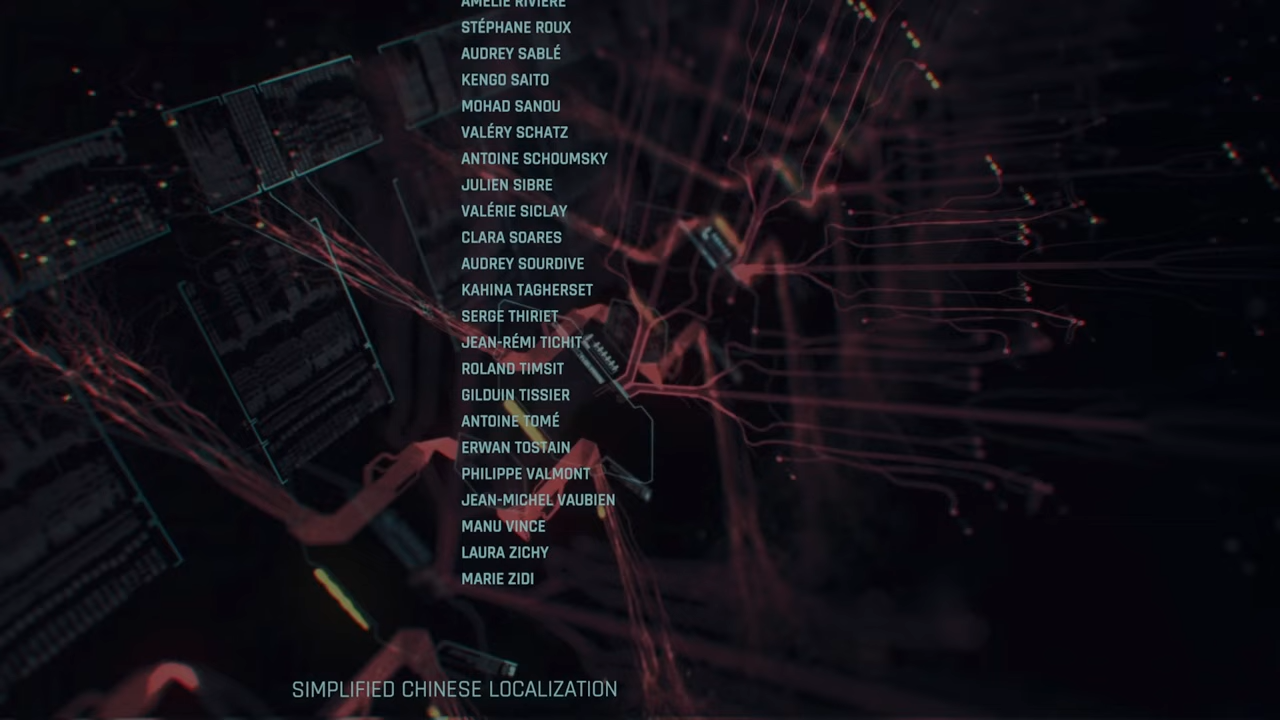 AMÉLIE RIVIÈRE
STÉPHANE ROUX
AUDREY SABLÉ
KENGO SAITO
MOHAD SANOU
VALÉRY SCHATZ
ANTOINE SCHOUMSKY
JULIEN SIBRE
VALÉRIE SICLAY
CLARA SOARES
AUDREY SOURDIVE
KAHINA TAGHERSET
SERGE THIRIET
JEAN-RÉMI TICHIT
ROLAND TIMSIT
GILDUIN TISSIER
ANTOINE TOMÉ
ERWAN TOSTAIN
PHILIPPE VALMONT
JEAN-MICHEL VAUBIEN
MANU VINCE
LAURA ZICHY
MARIE ZIDI
SIMPLIFIED CHINESE LOCALIZATION